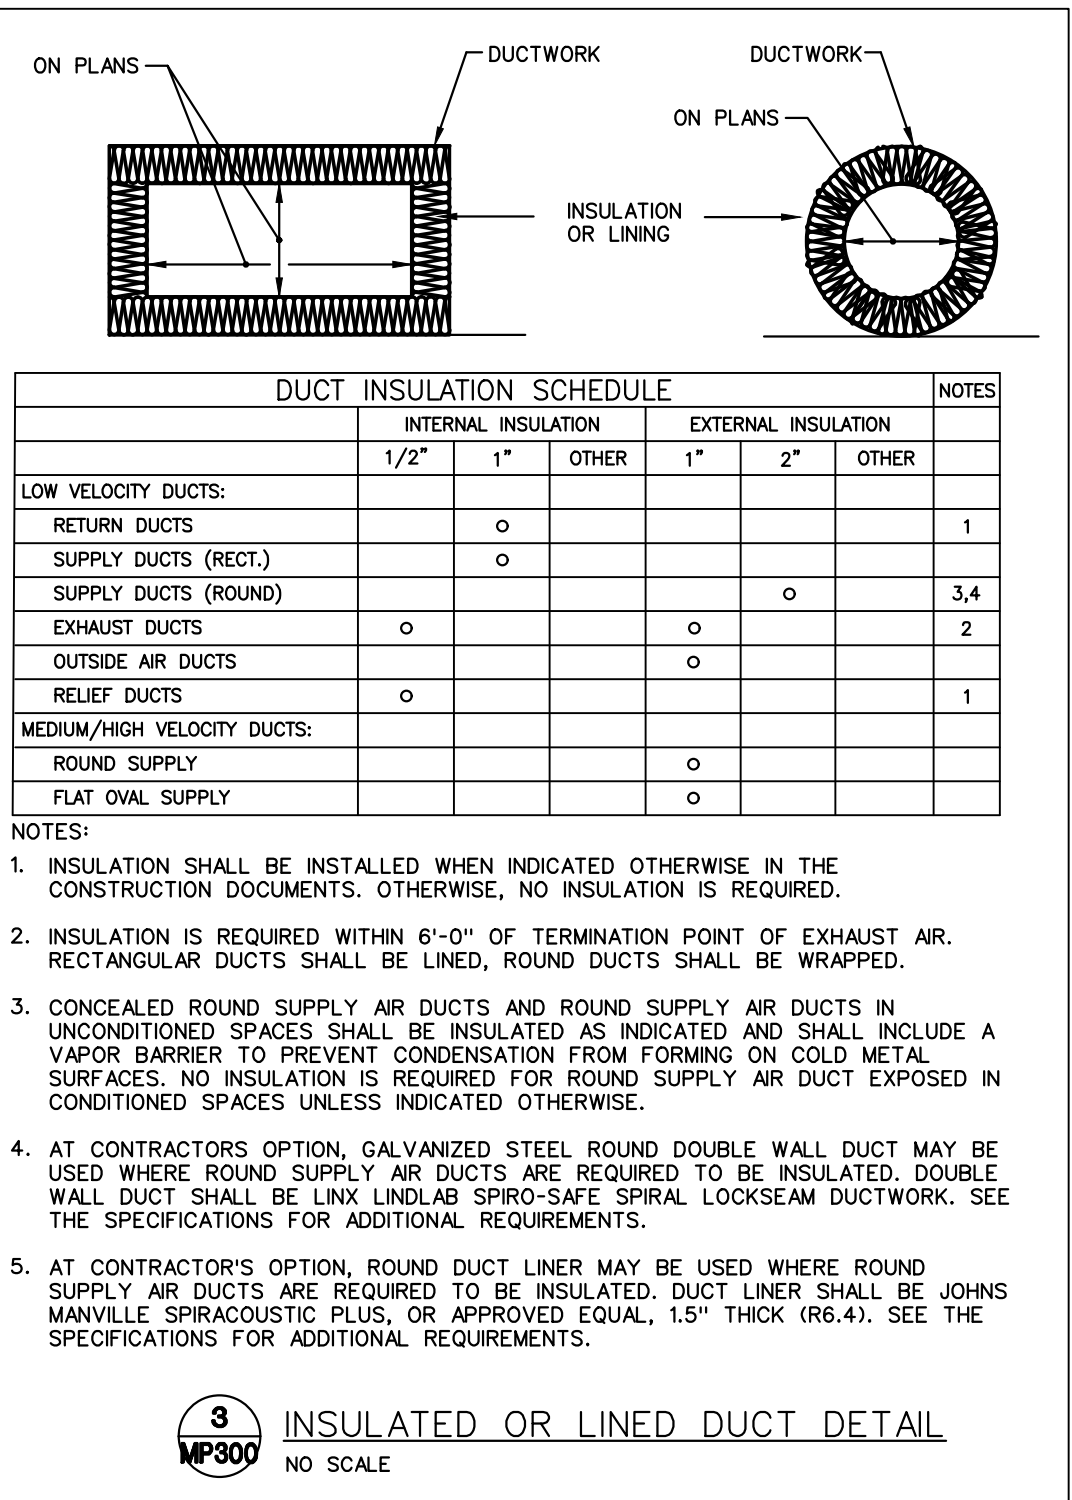 ON PLANS
DUCTWORK
DUCTWORK
ON PLANS
INSULATION
OR LINING
DUCT INSULATION SCHEDULE NOTES
INTERNAL INSULATION EXTERNAL INSULATION
1/2" 1" OTHER 1" 2" OTHER
LOW VELOCITY DUCTS:
RETURN DUCTS ○ 1
SUPPLY DUCTS (RECT.) ○
SUPPLY DUCTS (ROUND) ○ 3,4
EXHAUST DUCTS ○ ○ 2
OUTSIDE AIR DUCTS ○
RELIEF DUCTS ○ 1
MEDIUM/HIGH VELOCITY DUCTS:
ROUND SUPPLY ○
FLAT OVAL SUPPLY ○
NOTES:
1. INSULATION SHALL BE INSTALLED WHEN INDICATED OTHERWISE IN THE
CONSTRUCTION DOCUMENTS. OTHERWISE, NO INSULATION IS REQUIRED.
2. INSULATION IS REQUIRED WITHIN 6'-0" OF TERMINATION POINT OF EXHAUST AIR.
RECTANGULAR DUCTS SHALL BE LINED, ROUND DUCTS SHALL BE WRAPPED.
3. CONCEALED ROUND SUPPLY AIR DUCTS AND ROUND SUPPLY AIR DUCTS IN
UNCONDITIONED SPACES SHALL BE INSULATED AS INDICATED AND SHALL INCLUDE A
VAPOR BARRIER TO PREVENT CONDENSATION FROM FORMING ON COLD METAL
SURFACES. NO INSULATION IS REQUIRED FOR ROUND SUPPLY AIR DUCT EXPOSED IN
CONDITIONED SPACES UNLESS INDICATED OTHERWISE.
4. AT CONTRACTORS OPTION, GALVANIZED STEEL ROUND DOUBLE WALL DUCT MAY BE
USED WHERE ROUND SUPPLY AIR DUCTS ARE REQUIRED TO BE INSULATED. DOUBLE
WALL DUCT SHALL BE LINX LINDLAB SPIRO-SAFE SPIRAL LOCKSEAM DUCTWORK. SEE
THE SPECIFICATIONS FOR ADDITIONAL REQUIREMENTS.
5. AT CONTRACTOR'S OPTION, ROUND DUCT LINER MAY BE USED WHERE ROUND
SUPPLY AIR DUCTS ARE REQUIRED TO BE INSULATED. DUCT LINER SHALL BE JOHNS
MANVILLE SPIRACOUSTIC PLUS, OR APPROVED EQUAL, 1.5" THICK (R6.4). SEE THE
SPECIFICATIONS FOR ADDITIONAL REQUIREMENTS.
3
MP300
INSULATED OR LINED DUCT DETAIL
NO SCALE